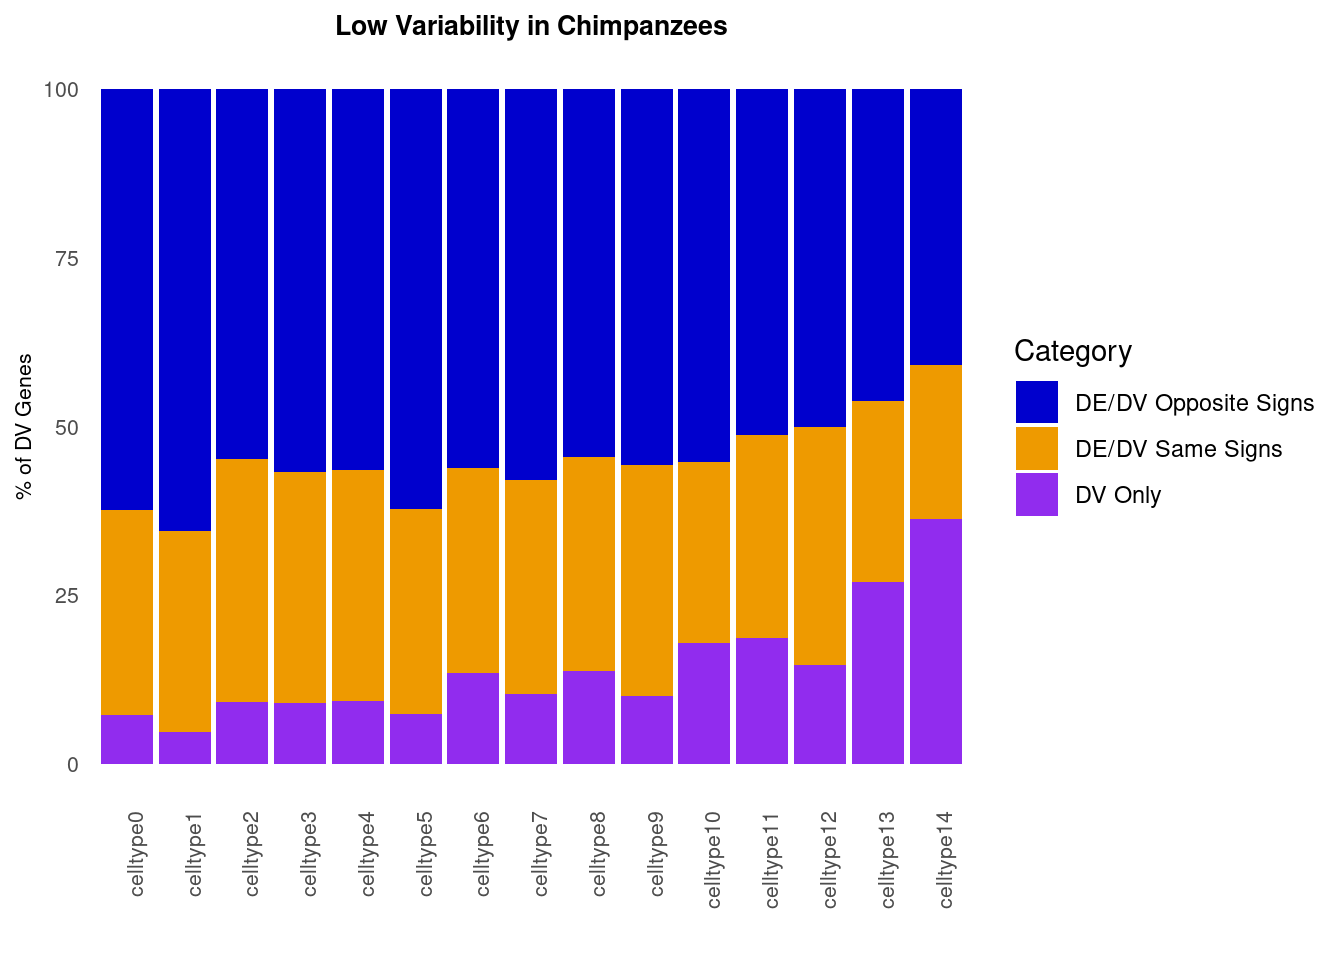 Low Variability in Chimpanzees
% of DV Genes
100
75
50
25
0
celltype0
celltype1
celltype2
celltype3
celltype4
celltype5
celltype6
celltype7
celltype8
celltype9
celltype10
celltype11
celltype12
celltype13
celltype14
Category
DE/DV Opposite Signs
DE/DV Same Signs
DV Only